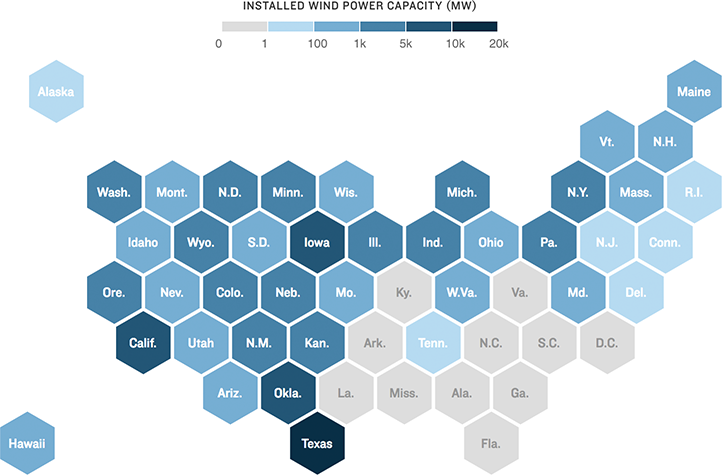 INSTALLED WIND POWER CAPACITY (MW)
0 1 100 1k 5k 10k 20k
Alaska Maine
Vt. N.H.
Wash. Mont. N.D. Minn. Wis. Mich. N.Y. Mass. R.I.
Idaho Wyo. S.D. Iowa Ill. Ind. Ohio Pa. N.J. Conn.
Ore. Nev. Colo. Neb. Mo. Ky. W.Va. Va. Md. Del.
Calif. Utah N.M. Kan. Ark. Tenn. N.C. S.C. D.C.
Ariz. Okla. La. Miss. Ala. Ga.
Hawaii Texas Fla.